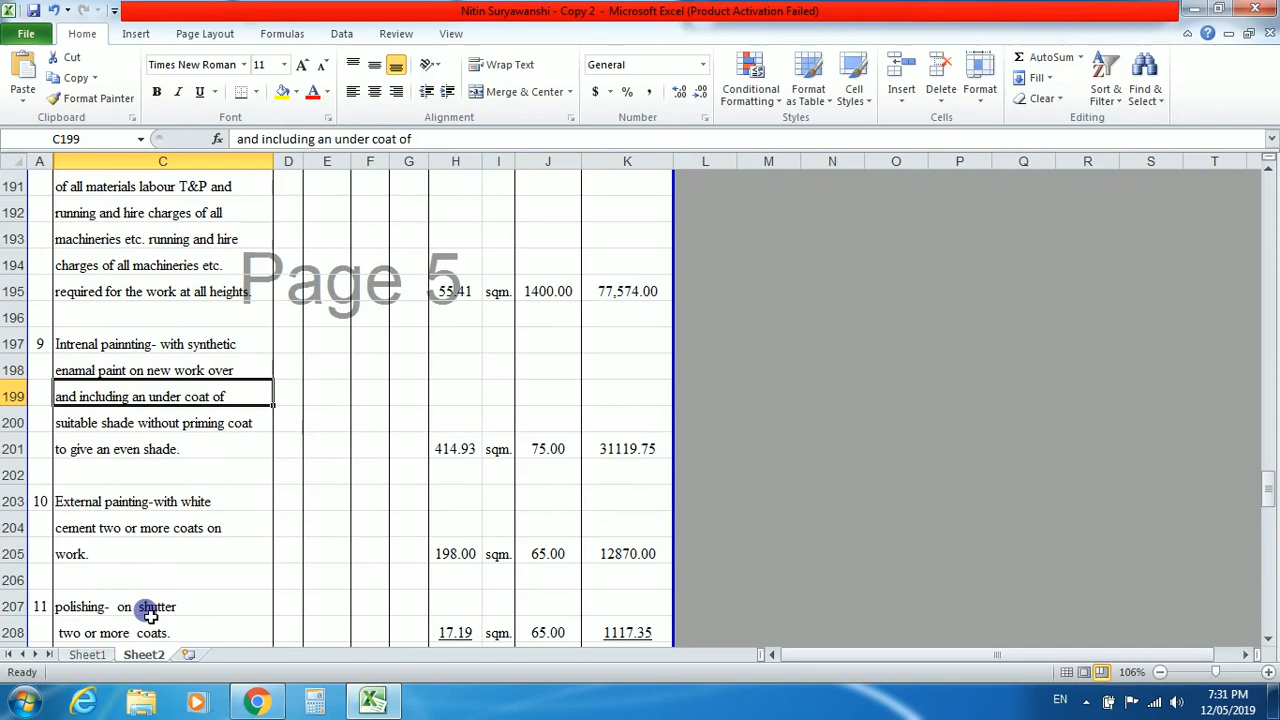 Nitin Suryawanshi - Copy 2 - Microsoft Excel (Product Activation Failed)
File Home Insert Page Layout Formulas Data Review View
Paste Cut Copy Format Painter Clipboard
Times New Roman 11 A A B I U A Font
Wrap Text Merge & Center Alignment
General $ % , Number
Conditional Formatting Format as Table Cell Styles Styles
Insert Delete Format Cells
AutoSum Fill Clear Sort & Filter Find & Select Editing
C199 fx and including an under coat of
A C D E F G H I J K L M N O P Q R S T
191 of all materials labour T&P and
192 running and hire charges of all
193 machineries etc. running and hire
194 charges of all machineries etc.
Page 5
195 required for the work at all heights. 55.41 sqm. 1400.00 77,574.00
196
197 9 Intrenal painnting- with synthetic
198 enamal paint on new work over
199 and including an under coat of
200 suitable shade without priming coat
201 to give an even shade. 414.93 sqm. 75.00 31119.75
202
203 10 External painting-with white
204 cement two or more coats on
205 work. 198.00 sqm. 65.00 12870.00
206
207 11 polishing- on shutter
208 two or more coats. 17.19 sqm. 65.00 1117.35
Sheet1 Sheet2
Ready 106%
EN 7:31 PM
12/05/2019